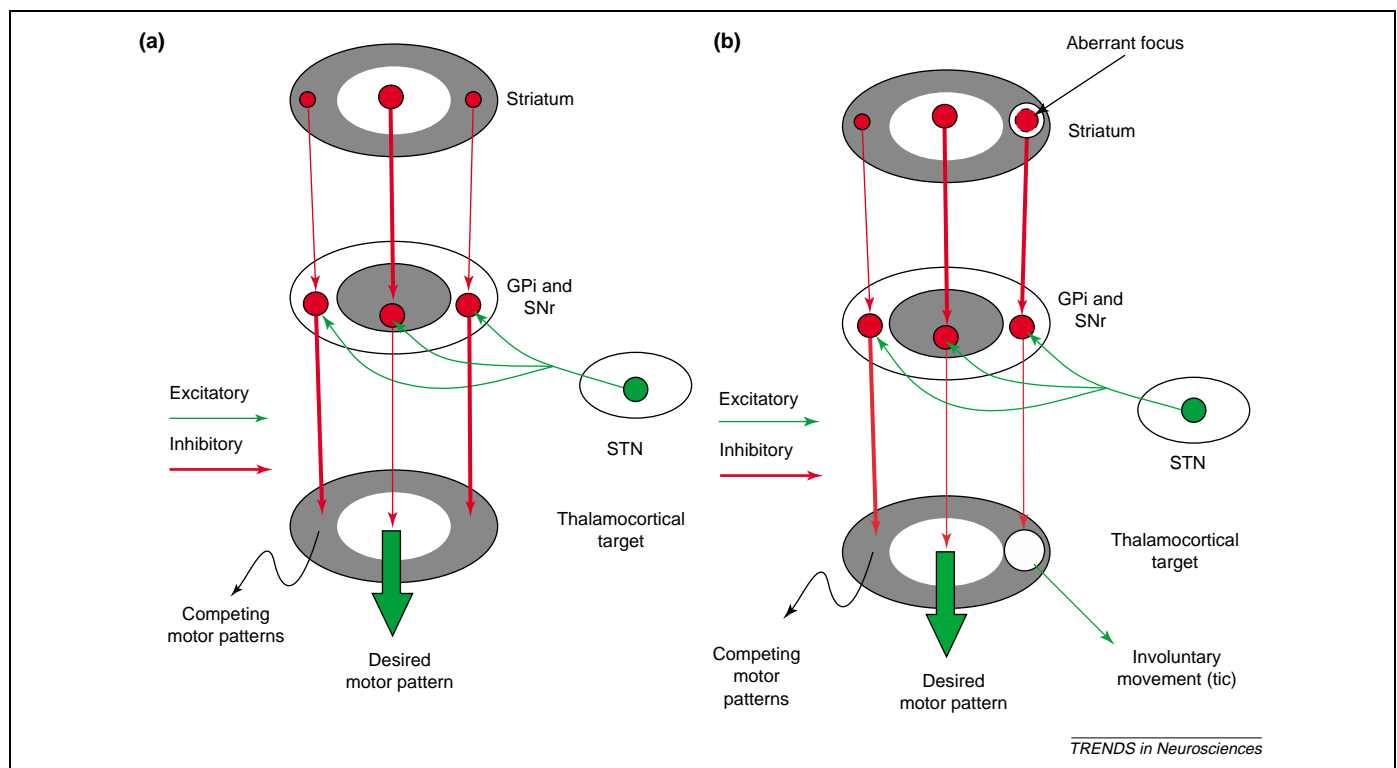 (a)
Striatum
GPi and
SNr
Excitatory
Inhibitory
STN
Thalamocortical
target
Competing
motor patterns
Desired
motor pattern
(b)
Aberrant focus
Striatum
GPi and
SNr
Excitatory
Inhibitory
STN
Thalamocortical
target
Competing
motor
patterns
Desired
motor pattern
Involuntary
movement (tic)
TRENDS in Neurosciences